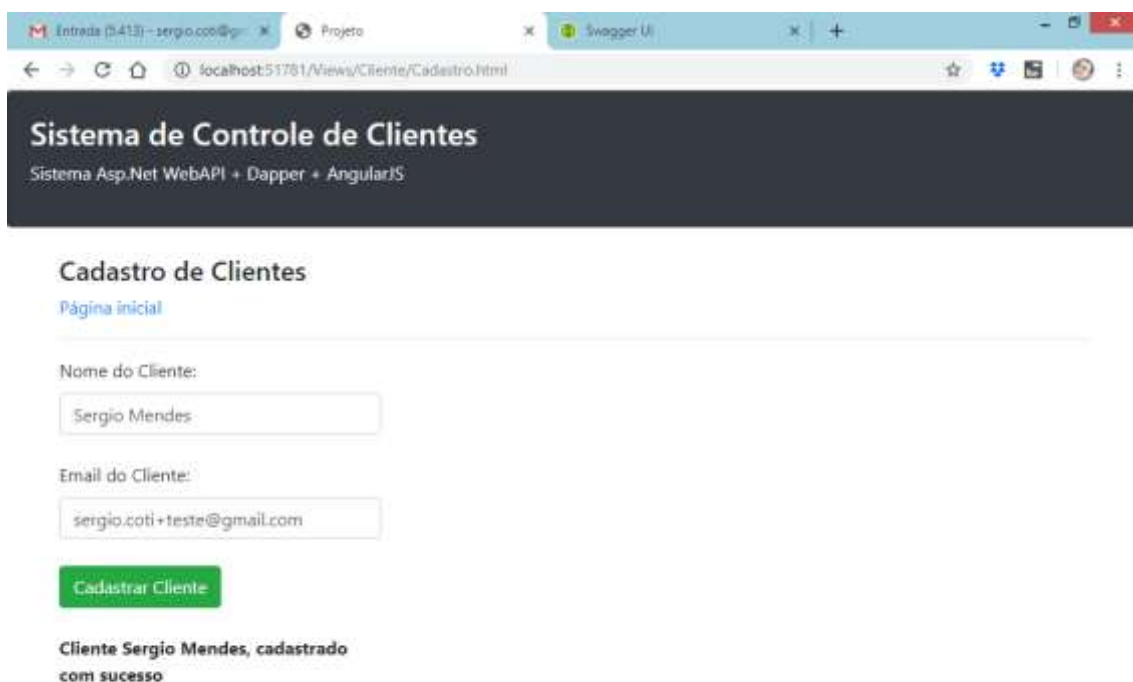 Entrada (5.413) - sergio.coti@g
Projeto
Swagger UI
localhost:51781/Views/Cliente/Cadastro.html
Sistema de Controle de Clientes
Sistema Asp.Net WebAPI + Dapper + AngularJS
Cadastro de Clientes
Página inicial
Nome do Cliente:
Sergio Mendes
Email do Cliente:
sergio.coti+teste@gmail.com
Cadastrar Cliente
Cliente Sergio Mendes, cadastrado
com sucesso